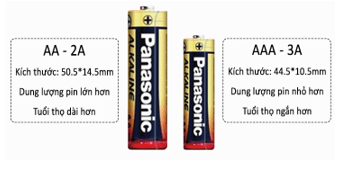 AA - 2A
Kích thước: 50.5*14.5mm
Dung lượng pin lớn hơn
Tuổi thọ dài hơn
Panasonic
ALKALINE
Panasonic
ALKALINE
AAA - 3A
Kích thước: 44.5*10.5mm
Dung lượng pin nhỏ hơn
Tuổi thọ ngắn hơn